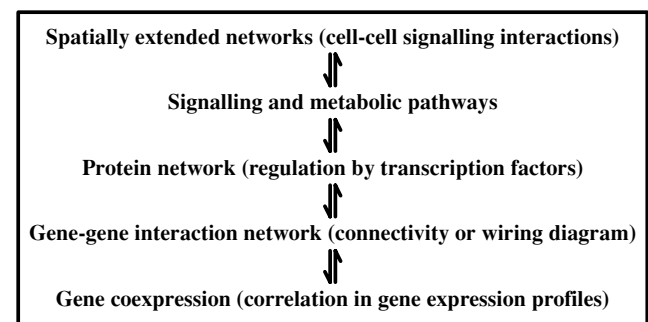 Spatially extended networks (cell-cell signalling interactions)
Signalling and metabolic pathways
Protein network (regulation by transcription factors)
Gene-gene interaction network (connectivity or wiring diagram)
Gene coexpression (correlation in gene expression profiles)